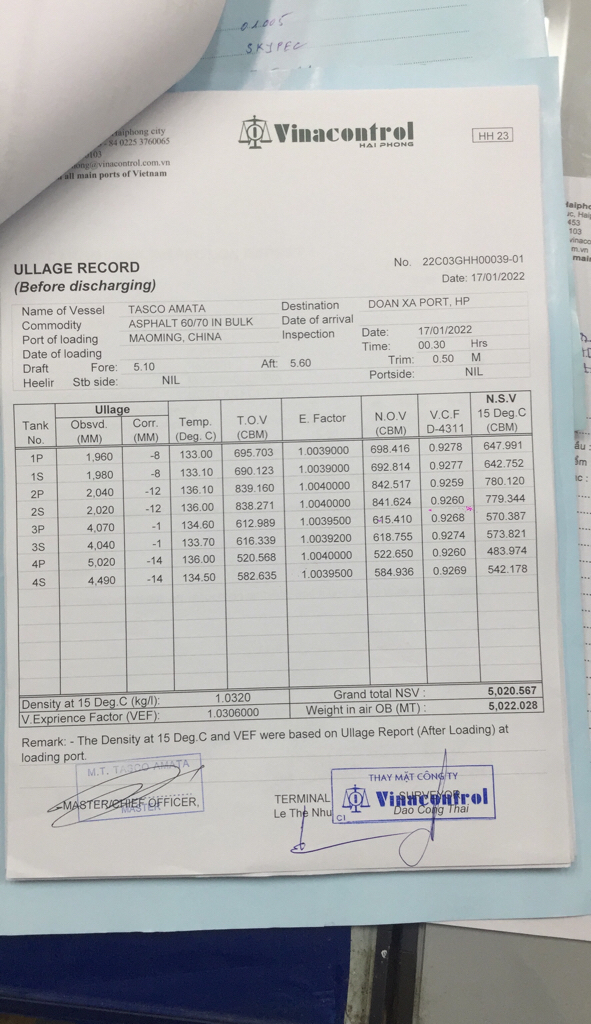 01005
SKYPEC
Haiphong city
84 0225 3760065
103
@vinacontrol.com.vn
all main ports of Vietnam
Vinacontrol
HAI PHONG
HH 23
ULLAGE RECORD
(Before discharging)
No. 22C03GHH00039-01
Date: 17/01/2022
Name of Vessel TASCO AMATA Destination DOAN XA PORT, HP
Commodity ASPHALT 60/70 IN BULK Date of arrival
Port of loading MAOMING, CHINA Inspection Date: 17/01/2022
Date of loading Time: 00.30 Hrs
Draft Fore: 5.10 Aft: 5.60 Trim: 0.50 M
Heelir Stb side: NIL Portside: NIL
Tank No. Ullage Obsvd. (MM) Corr. (MM) Temp. (Deg. C) T.O.V (CBM) E. Factor N.O.V (CBM) V.C.F D-4311 N.S.V 15 Deg.C (CBM)
1P 1,960 -8 133.00 695.703 1.0039000 698.416 0.9278 647.991
1S 1,980 -8 133.10 690.123 1.0039000 692.814 0.9277 642.752
2P 2,040 -12 136.10 839.160 1.0040000 842.517 0.9259 780.120
2S 2,020 -12 136.00 838.271 1.0040000 841.624 0.9260 779.344
3P 4,070 -1 134.60 612.989 1.0039500 615.410 0.9268 570.387
3S 4,040 -1 133.70 616.339 1.0039200 618.755 0.9274 573.821
4P 5,020 -14 136.00 520.568 1.0040000 522.650 0.9260 483.974
4S 4,490 -14 134.50 582.635 1.0039500 584.936 0.9269 542.178
Density at 15 Deg.C (kg/l): 1.0320 Grand total NSV : 5,020.567
V.Exprience Factor (VEF): 1.0306000 Weight in air OB (MT) : 5,022.028
Remark: - The Density at 15 Deg.C and VEF were based on Ullage Report (After Loading) at
loading port.
M.T. TASCO AMATA
MASTER/CHIEF OFFICER,
MASTER
TERMINAL
Le The Nhu
THAY MẶT CÔNG TY
Vinacontrol
CI
SURVEYOR
Dao Cong Thai